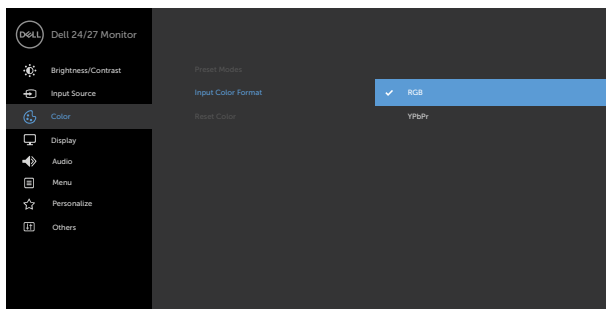 DELL Dell 24/27 Monitor
Brightness/Contrast
Preset Modes
Input Source
Input Color Format
RGB
Color
Reset Color
YPbPr
Display
Audio
Menu
Personalize
Others